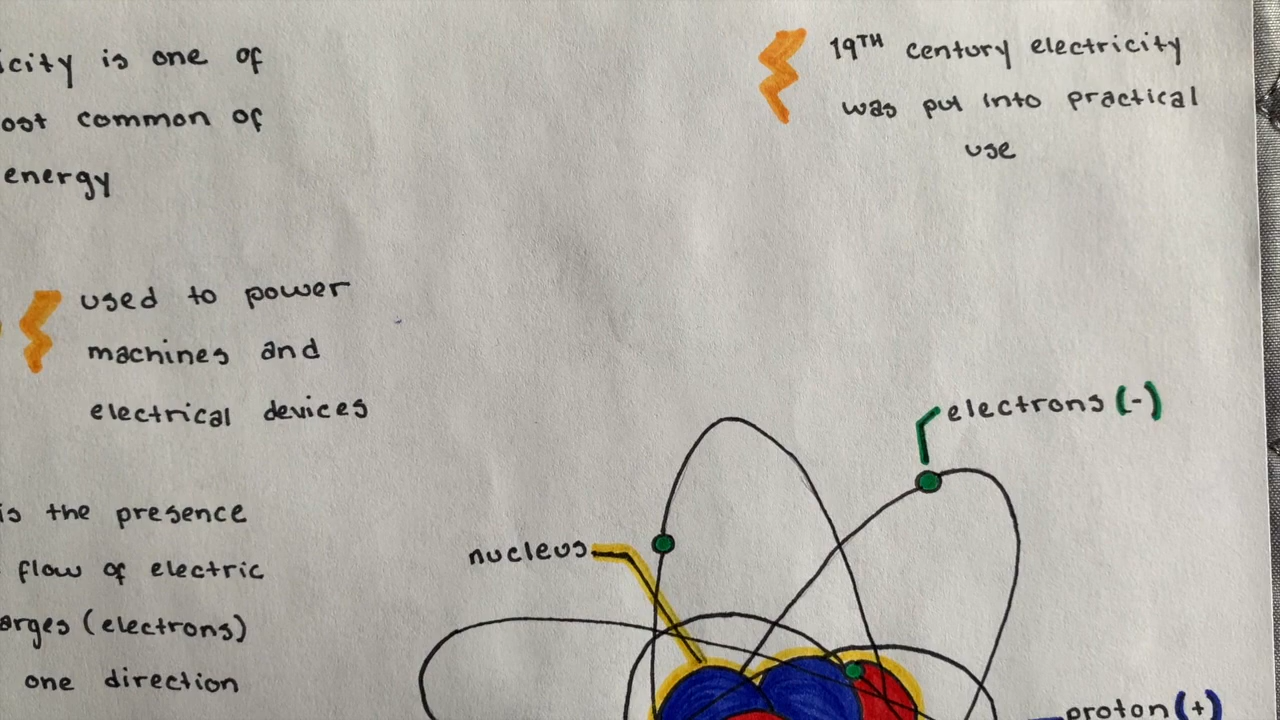 icity is one of
ost common of
energy
used to power
machines and
electrical devices
is the presence
flow of electric
arges (electrons)
one direction
19TH century electricity
was put into practical
use
electrons (-)
nucleus
proton (+)